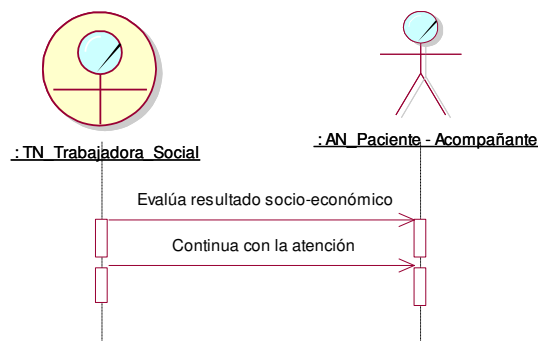 : TN_Trabajadora_Social
: AN_Paciente - Acompañante
Evalúa resultado socio-económico
Continua con la atención